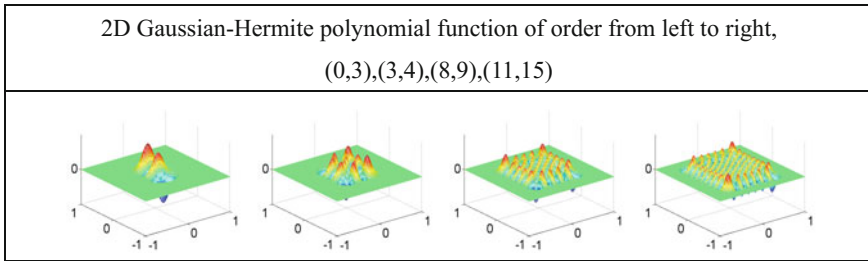 2D Gaussian-Hermite polynomial function of order from left to right,
(0,3),(3,4),(8,9),(11,15)
0 0 0 0
1 0 -1 -1 0 1
1 0 -1 -1 0 1
1 0 -1 -1 0 1
1 0 -1 -1 0 1